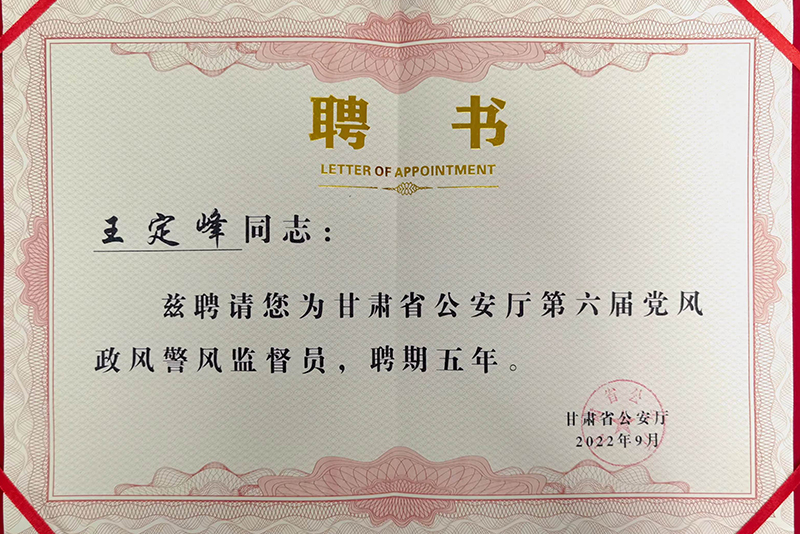 聘书
LETTER OF APPOINTMENT
王定峰同志：
兹聘请您为甘肃省公安厅第六届党风
政风警风监督员，聘期五年。
甘肃省公安厅
2022年9月